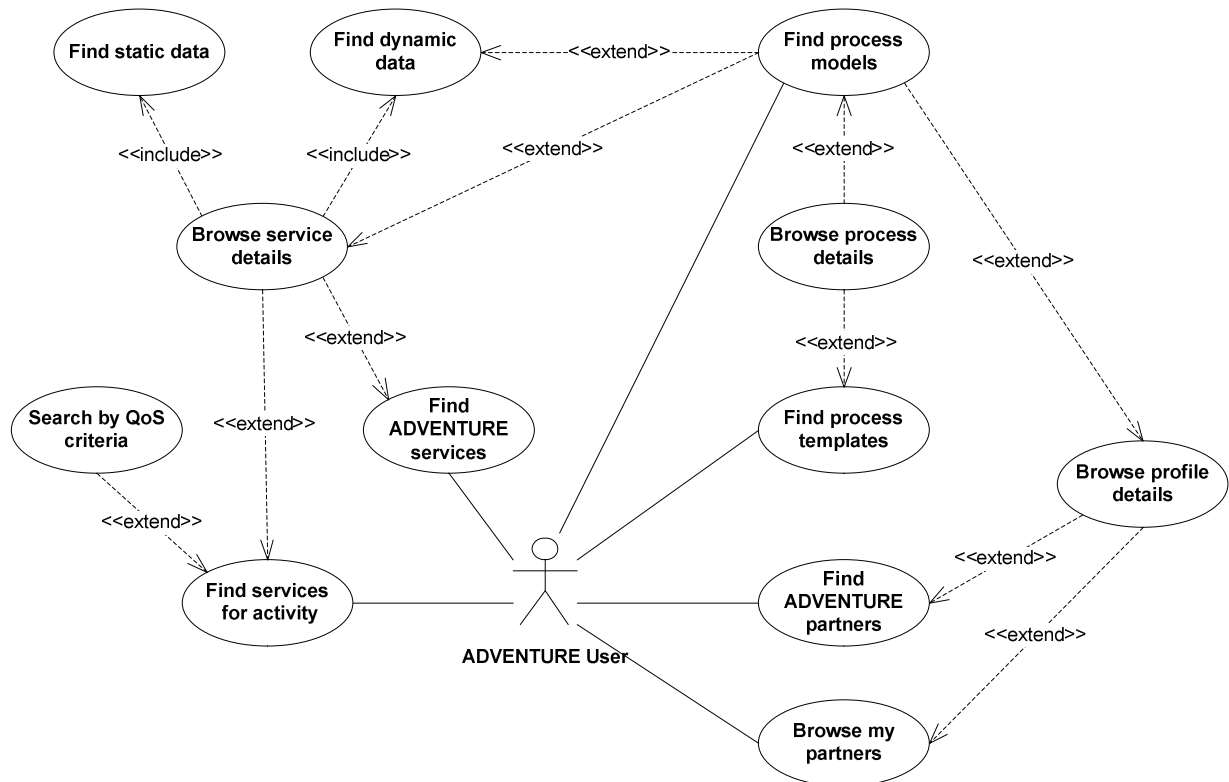 Find static data
Find dynamic
data
<<extend>>
Find process
models
<<include>>
<<include>>
<<extend>>
<<extend>>
Browse service
details
Browse process
details
<<extend>>
<<extend>>
<<extend>>
Search by QoS
criteria
<<extend>>
Find
ADVENTURE
services
Find process
templates
Browse profile
details
<<extend>>
<<extend>>
Find services
for activity
Find
ADVENTURE
partners
<<extend>>
ADVENTURE User
Browse my
partners